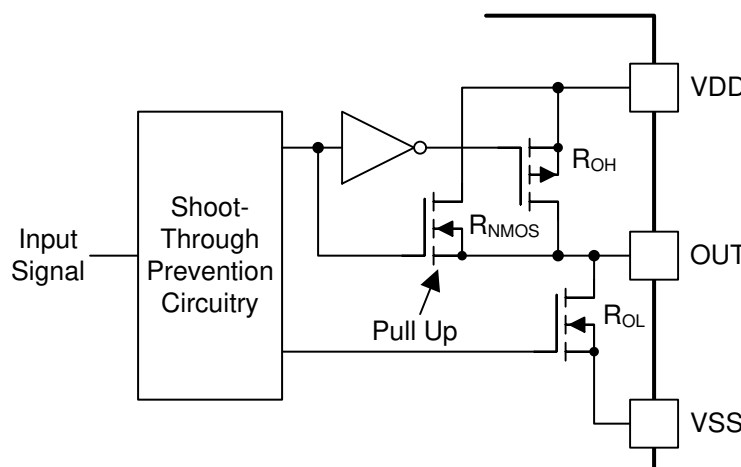 VDD
ROH
Shoot-
Through
Prevention
Circuitry
RNMOS
Input
Signal
OUT
ROL
Pull Up
VSS